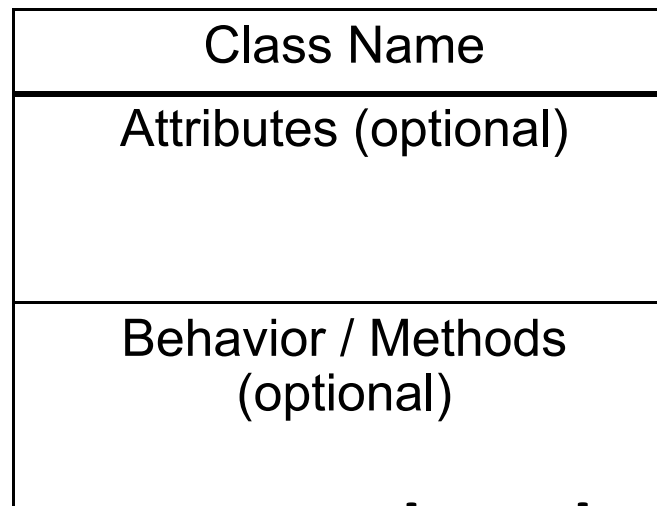 Class Name
Attributes (optional)
Behavior / Methods
(optional)